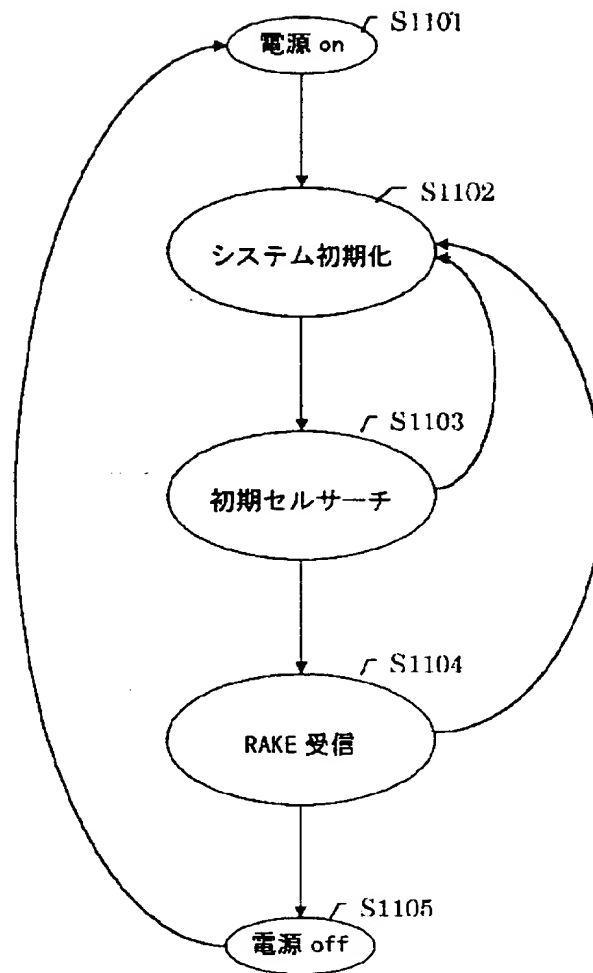 S1101
電源 on
S1102
システム初期化
S1103
初期セルサーチ
S1104
RAKE 受信
S1105
電源 off